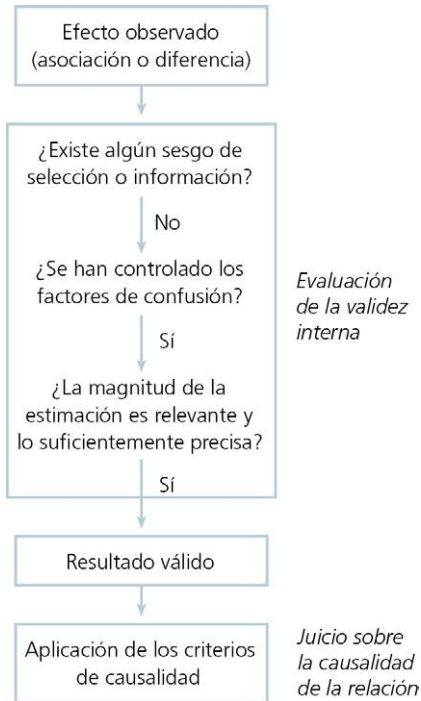 Efecto observado
(asociación o diferencia)
¿Existe algún sesgo de
selección o información?
No
¿Se han controlado los
factores de confusión?
Sí
¿La magnitud de la
estimación es relevante y
lo suficientemente precisa?
Sí
Evaluación
de la validez
interna
Resultado válido
Aplicación de los criterios
de causalidad
Juicio sobre
la causalidad
de la relación